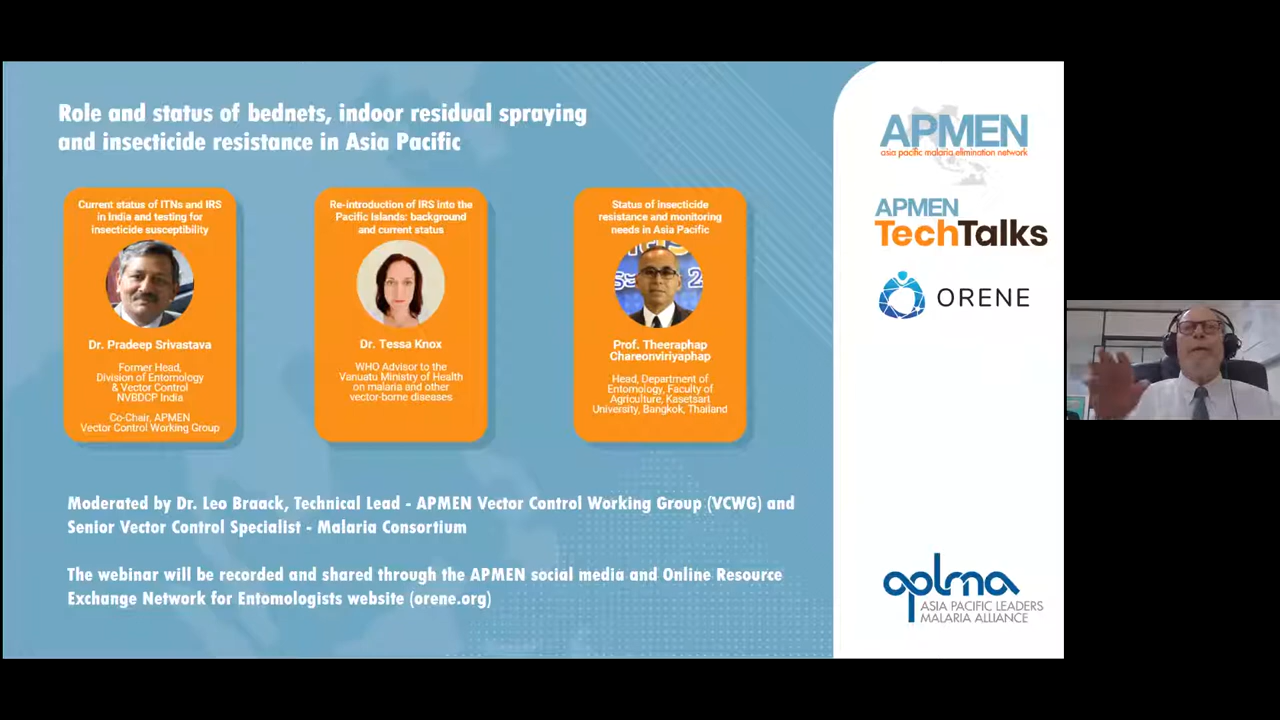 Role and status of bednets, indoor residual spraying
and insecticide resistance in Asia Pacific
Current status of ITNs and IRS
in India and testing for
insecticide susceptibility
Dr. Pradeep Srivastava
Former Head,
Division of Entomology
& Vector Control
NVBDCP India
Co-Chair, APMEN
Vector Control Working Group
Re-introduction of IRS into the
Pacific Islands: background
and current status
Dr. Tessa Knox
WHO Advisor to the
Vanuatu Ministry of Health
on malaria and other
vector-borne diseases
Status of insecticide
resistance and monitoring
needs in Asia Pacific
Prof. Theeraphap
Chareonviriyaphap
Head, Department of
Entomology, Faculty of
Agriculture, Kasetsart
University, Bangkok, Thailand
Moderated by Dr. Leo Braack, Technical Lead - APMEN Vector Control Working Group (VCWG) and
Senior Vector Control Specialist - Malaria Consortium
The webinar will be recorded and shared through the APMEN social media and Online Resource
Exchange Network for Entomologists website (orene.org)
APMEN
asia pacific malaria elimination network
APMEN
TechTalks
ORENE
aplma
ASIA PACIFIC LEADERS
MALARIA ALLIANCE